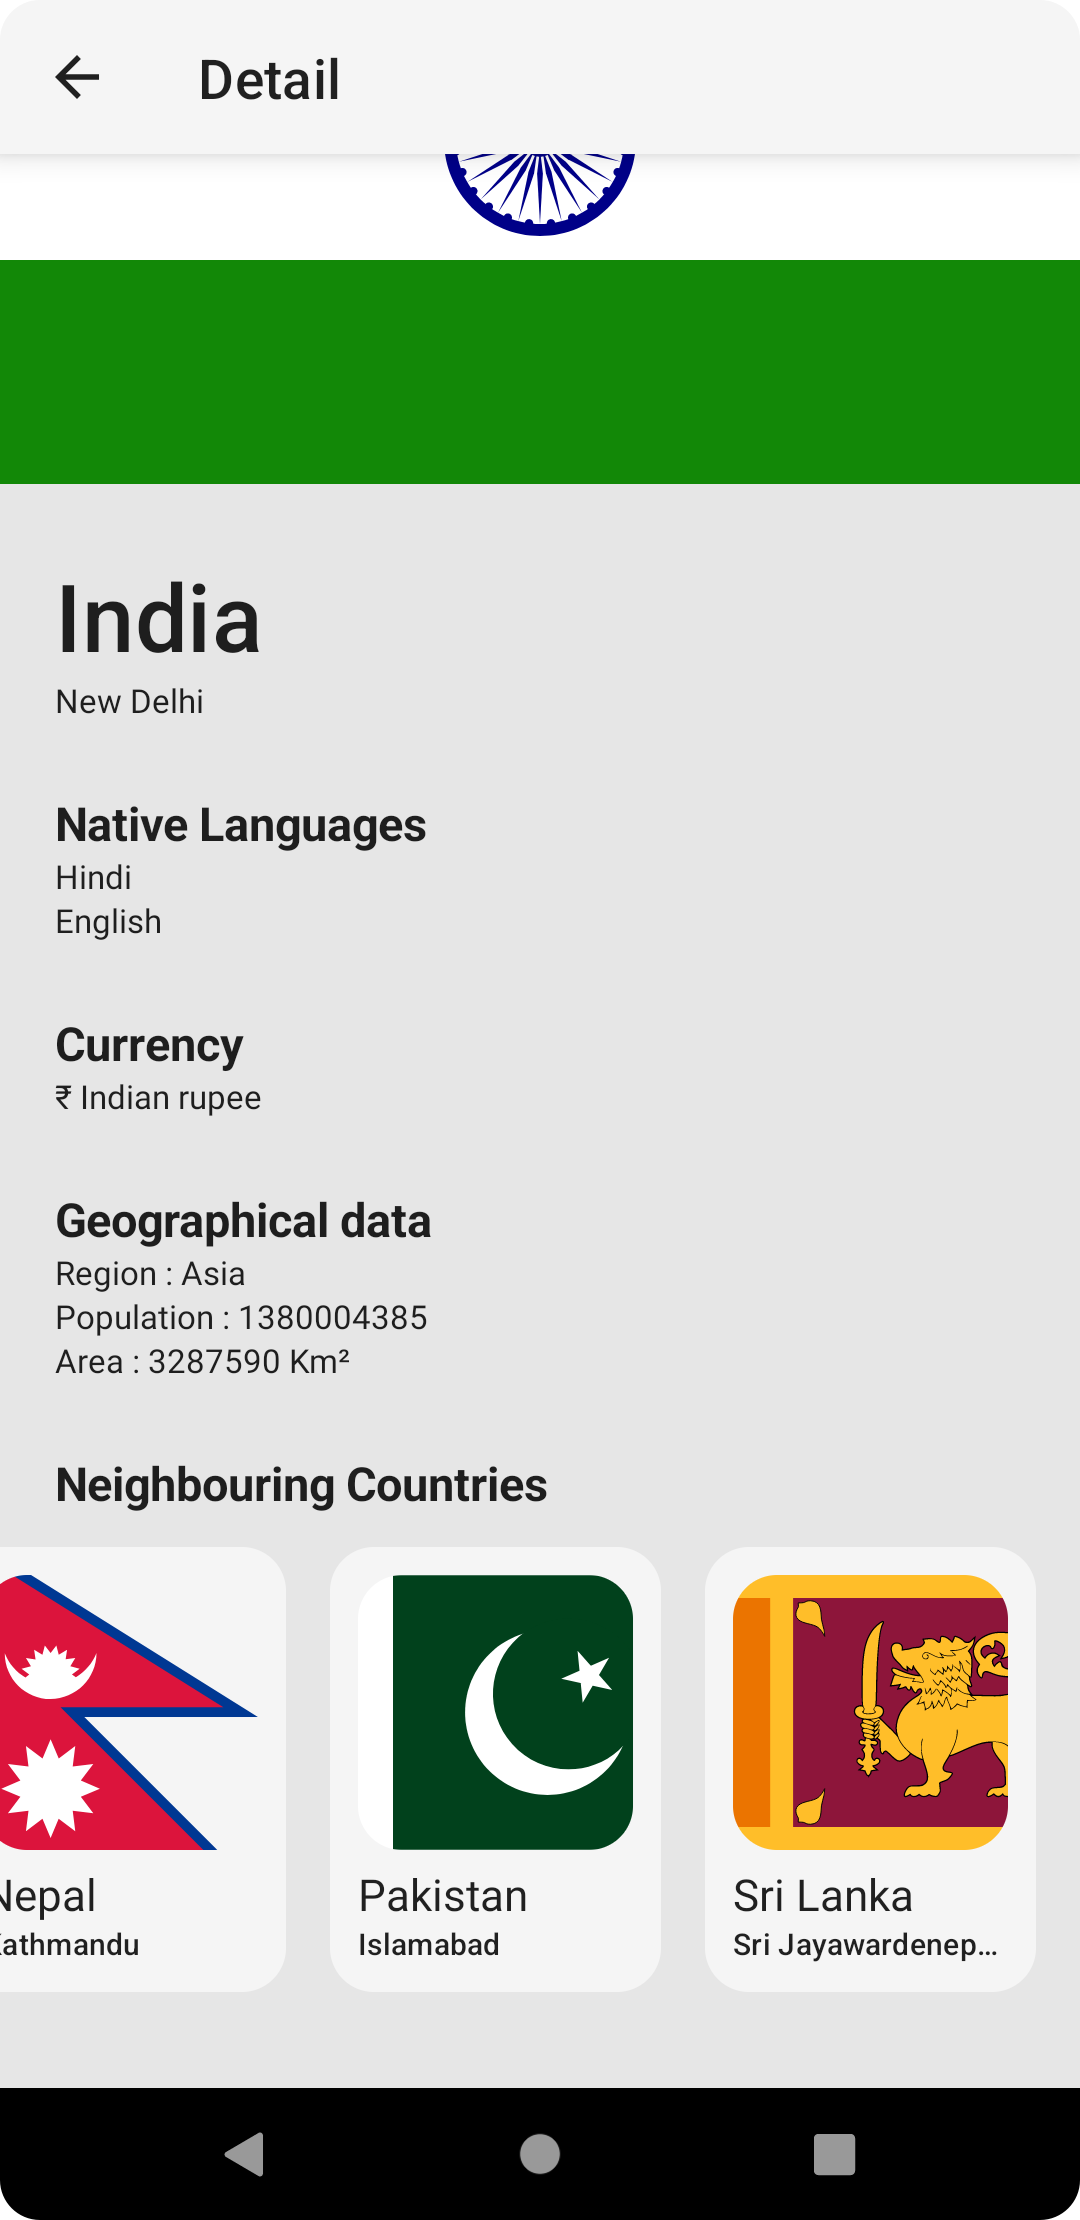 Detail
India
New Delhi
Native Languages
Hindi
English
Currency
₹ Indian rupee
Geographical data
Region : Asia
Population : 1380004385
Area : 3287590 Km²
Neighbouring Countries
Nepal
Kathmandu
Pakistan
Islamabad
Sri Lanka
Sri Jayawardenep...